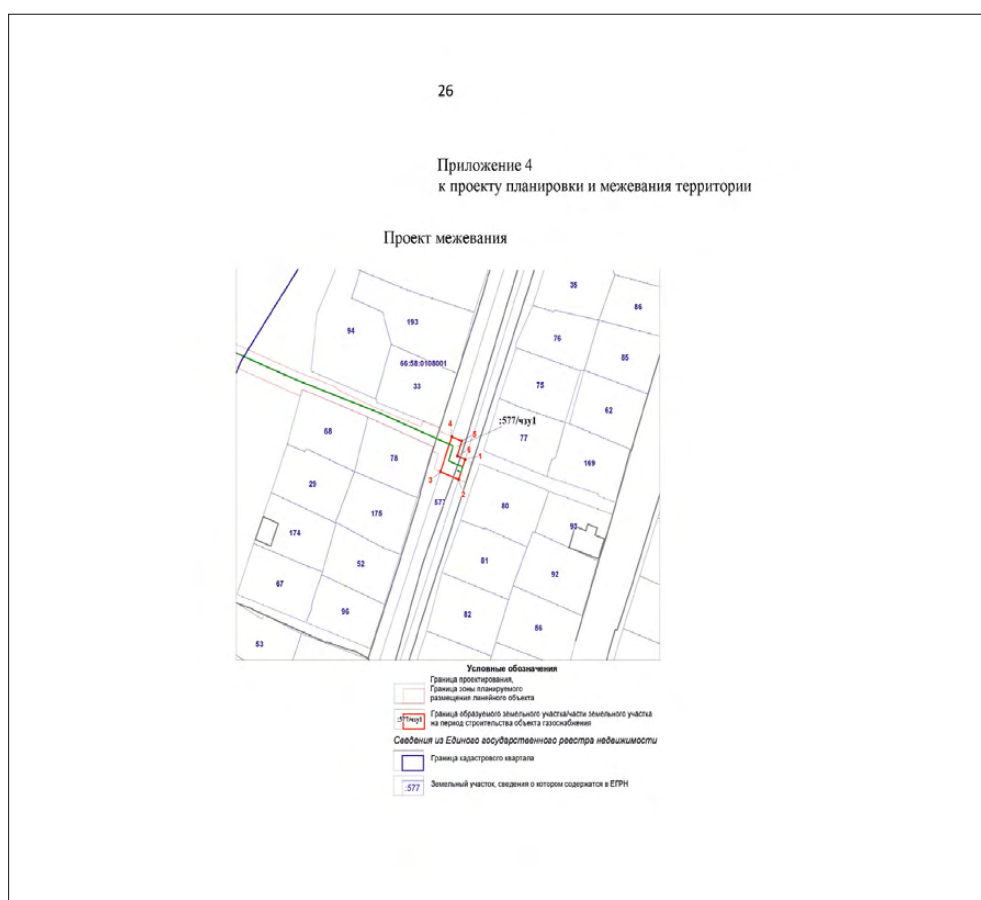 26
Приложение 4
к проекту планировки и межевания территории
Проект межевания
35
86
193
94
76
85
66:58:0108001
33
75
62
:577/чзу1
4
5
77
68
6
1
78
169
3
2
29
577
80
175
93
174
81
52
92
67
96
82
56
53
Условные обозначения
Граница проектирования,
Граница зоны планируемого
размещения линейного объекта
:577/чзу1
Граница образуемого земельного участка/части земельного участка
на период строительства объекта газоснабжения
Сведения из Единого государственного реестра недвижимости
Граница кадастрового квартала
:577
Земельный участок, сведения о котором содержатся в ЕГРН